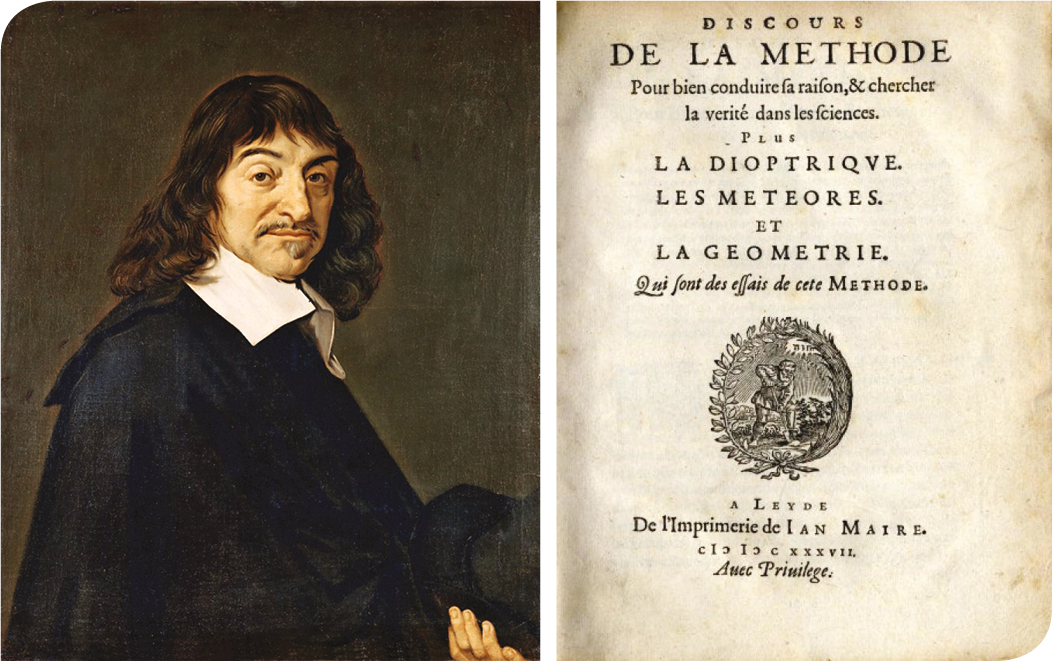 DISCOURS
DE LA METHODE
Pour bien conduire ſa raiſon,& chercher
la verité dans les ſciences.
PLUS
LA DIOPTRIQVE.
LES METEORES.
ET
LA GEOMETRIE.
Qui ſont des eſſais de cete METHODE.
A LEYDE
De l'Imprimerie de IAN MAIRE.
cIↄ Iↄ c xxxvii.
Auec Priuilege.